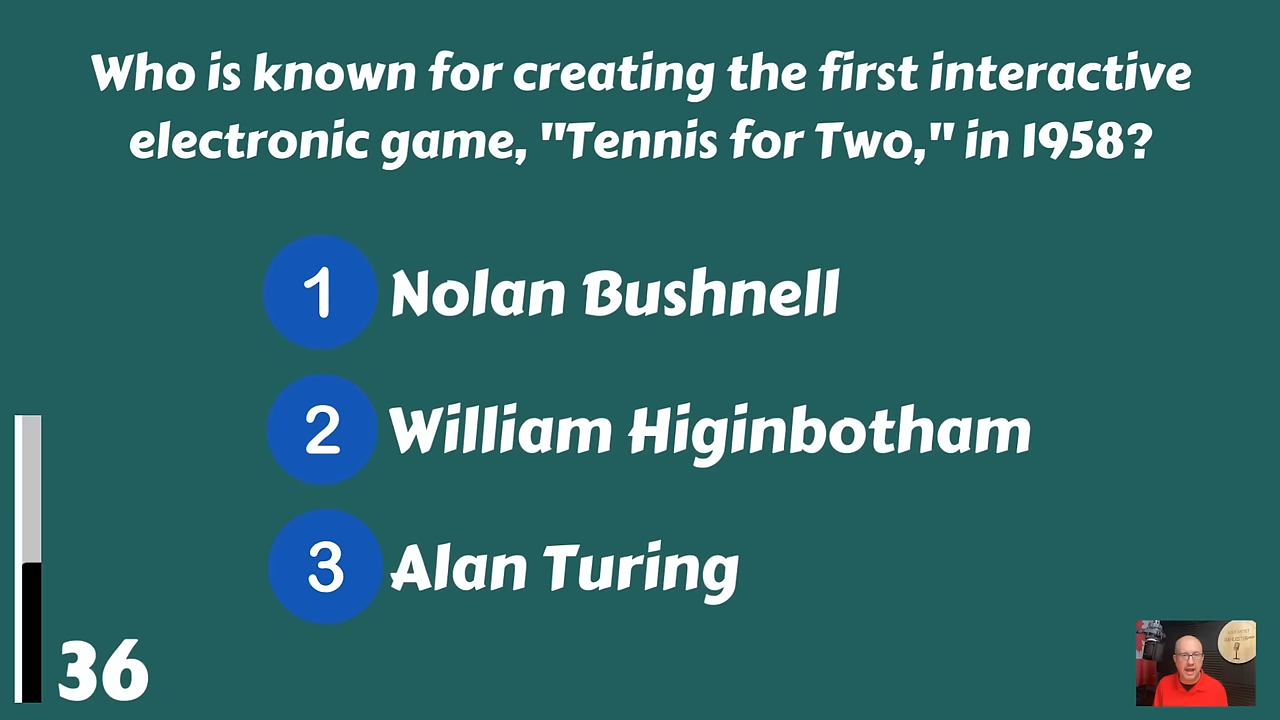 Who is known for creating the first interactive
electronic game, "Tennis for Two," in 1958?
1 Nolan Bushnell
2 William Higinbotham
3 Alan Turing
36